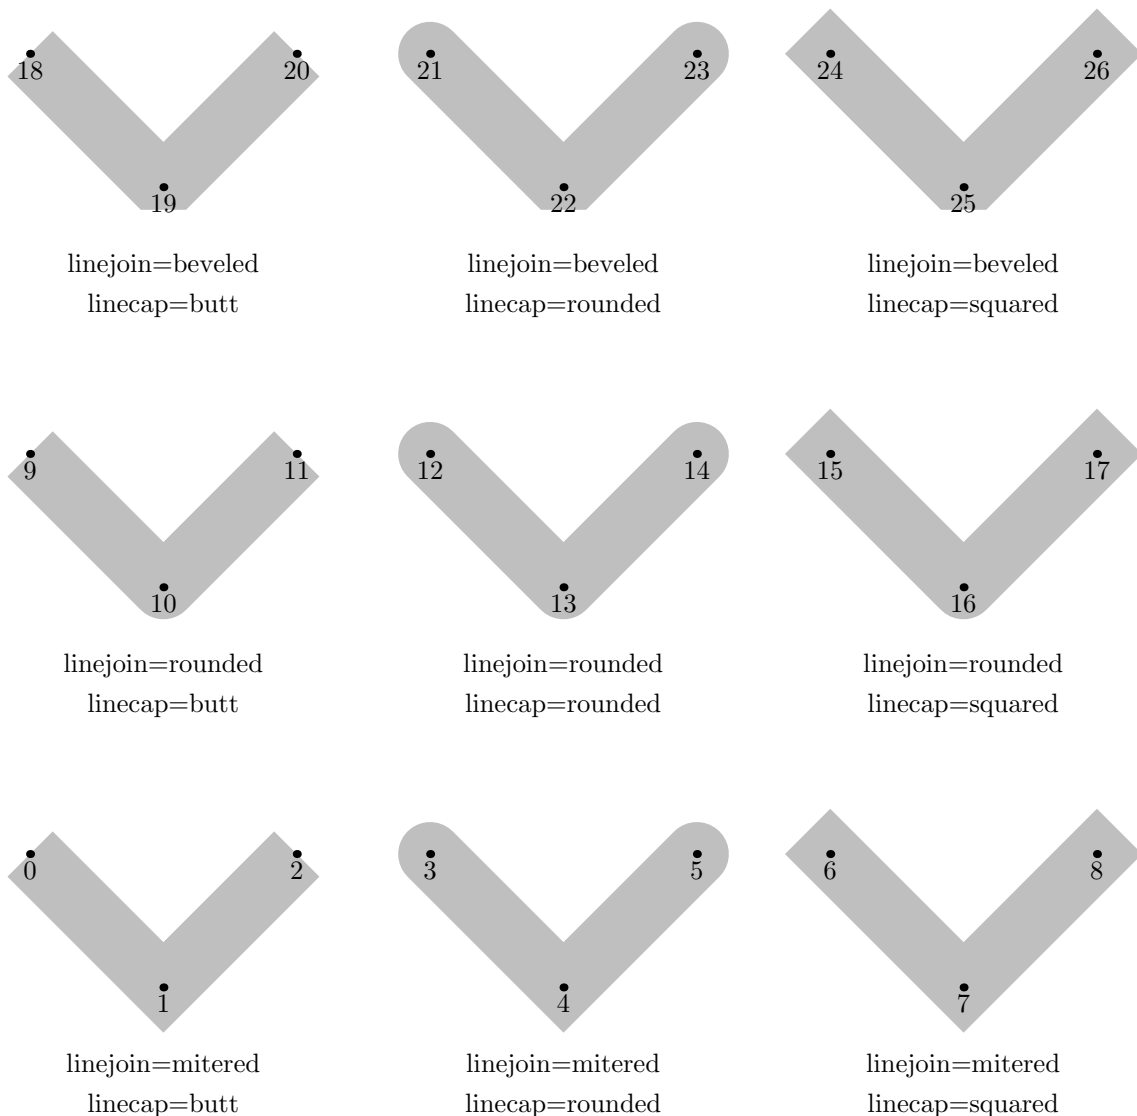 18 20 21 23 24 26
19 22 25
linejoin=beveled linejoin=beveled linejoin=beveled
linecap=butt linecap=rounded linecap=squared
9 11 12 14 15 17
10 13 16
linejoin=rounded linejoin=rounded linejoin=rounded
linecap=butt linecap=rounded linecap=squared
0 2 3 5 6 8
1 4 7
linejoin=mitered linejoin=mitered linejoin=mitered
linecap=butt linecap=rounded linecap=squared